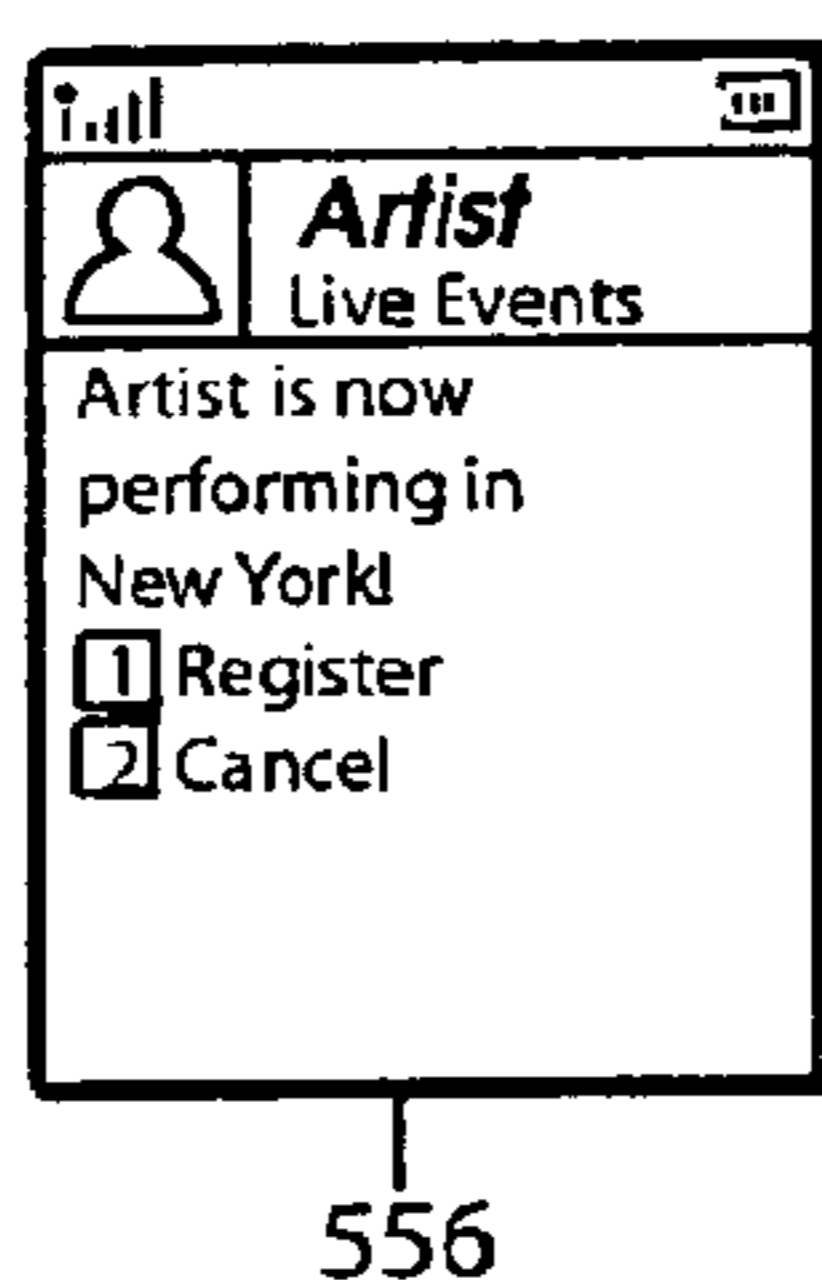 Artist
Live Events
Artist is now
performing in
New York!
1 Register
2 Cancel
556